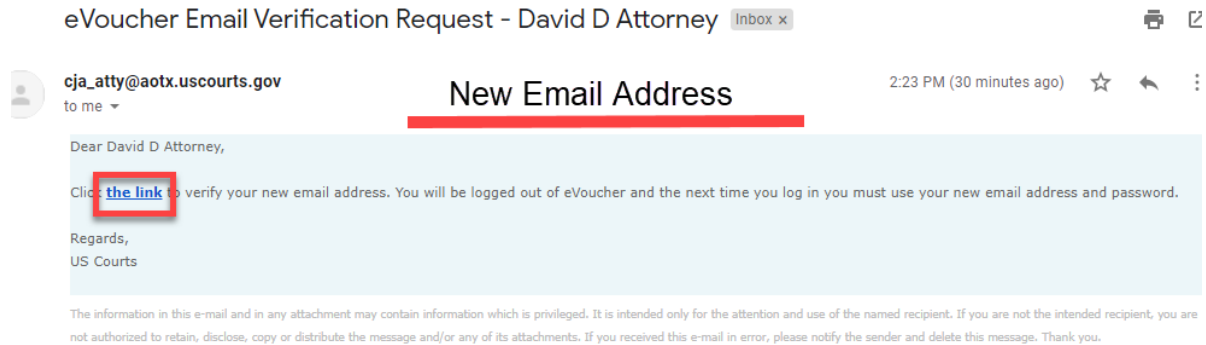 eVoucher Email Verification Request - David D Attorney Inbox x
cja_atty@aotx.uscourts.gov
2:23 PM (30 minutes ago)
to me
New Email Address
Dear David D Attorney,
Click the link to verify your new email address. You will be logged out of eVoucher and the next time you log in you must use your new email address and password.
Regards,
US Courts
The information in this e-mail and in any attachment may contain information which is privileged. It is intended only for the attention and use of the named recipient. If you are not the intended recipient, you are
not authorized to retain, disclose, copy or distribute the message and/or any of its attachments. If you received this e-mail in error, please notify the sender and delete this message. Thank you.